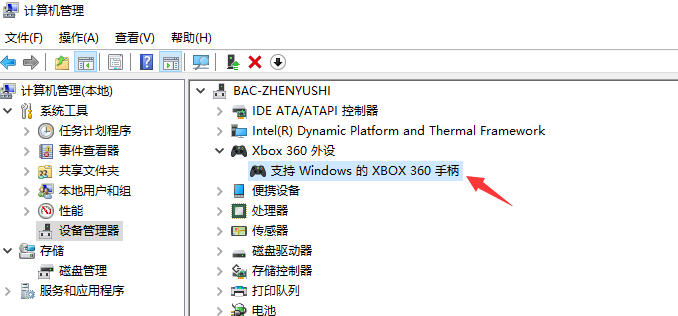 计算机管理
文件(F) 操作(A) 查看(V) 帮助(H)
计算机管理(本地)
系统工具
任务计划程序
事件查看器
共享文件夹
本地用户和组
性能
设备管理器
存储
磁盘管理
服务和应用程序
BAC-ZHENYUSHI
IDE ATA/ATAPI 控制器
Intel(R) Dynamic Platform and Thermal Framework
Xbox 360 外设
支持 Windows 的 XBOX 360 手柄
便携设备
处理器
传感器
磁盘驱动器
存储控制器
打印队列
电池